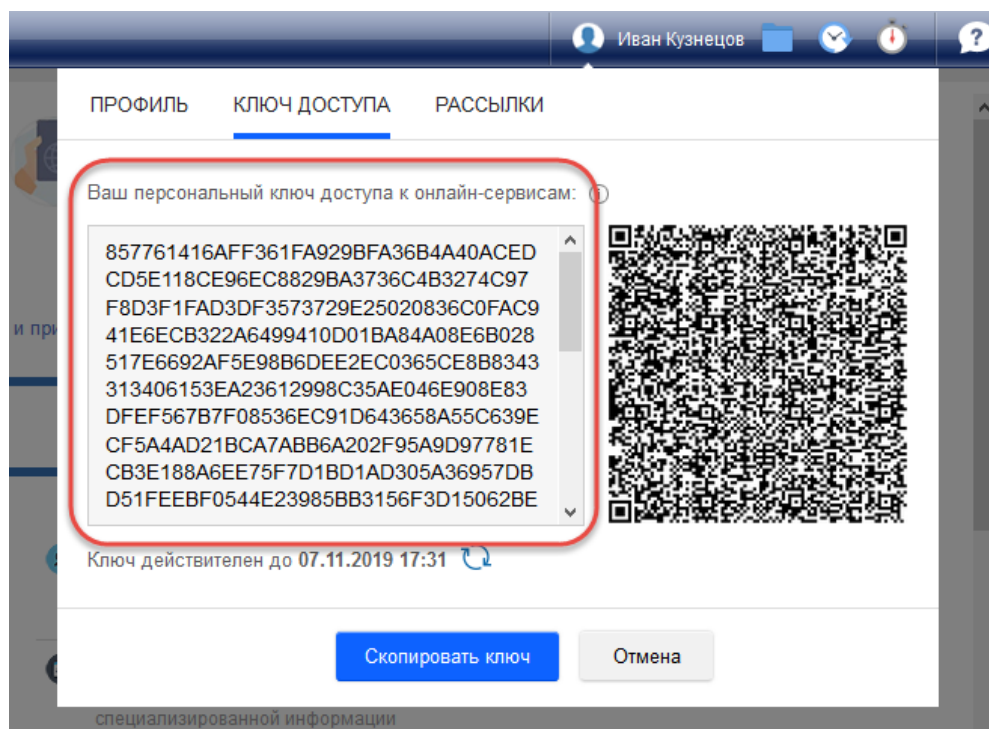 Иван Кузнецов
?
ПРОФИЛЬ КЛЮЧ ДОСТУПА РАССЫЛКИ
Ваш персональный ключ доступа к онлайн-сервисам:
857761416AFF361FA929BFA36B4A40ACED
CD5E118CE96EC8829BA3736C4B3274C97
F8D3F1FAD3DF3573729E25020836C0FAC9
41E6ECB322A6499410D01BA84A08E6B028
517E6692AF5E98B6DEE2EC0365CE8B8343
313406153EA23612998C35AE046E908E83
DFEF567B7F08536EC91D643658A55C639E
CF5A4AD21BCA7ABB6A202F95A9D97781E
CB3E188A6EE75F7D1BD1AD305A36957DB
D51FEEBF0544E23985BB3156F3D15062BE
и при
Ключ действителен до 07.11.2019 17:31
Скопировать ключ Отмена
специализированной информации